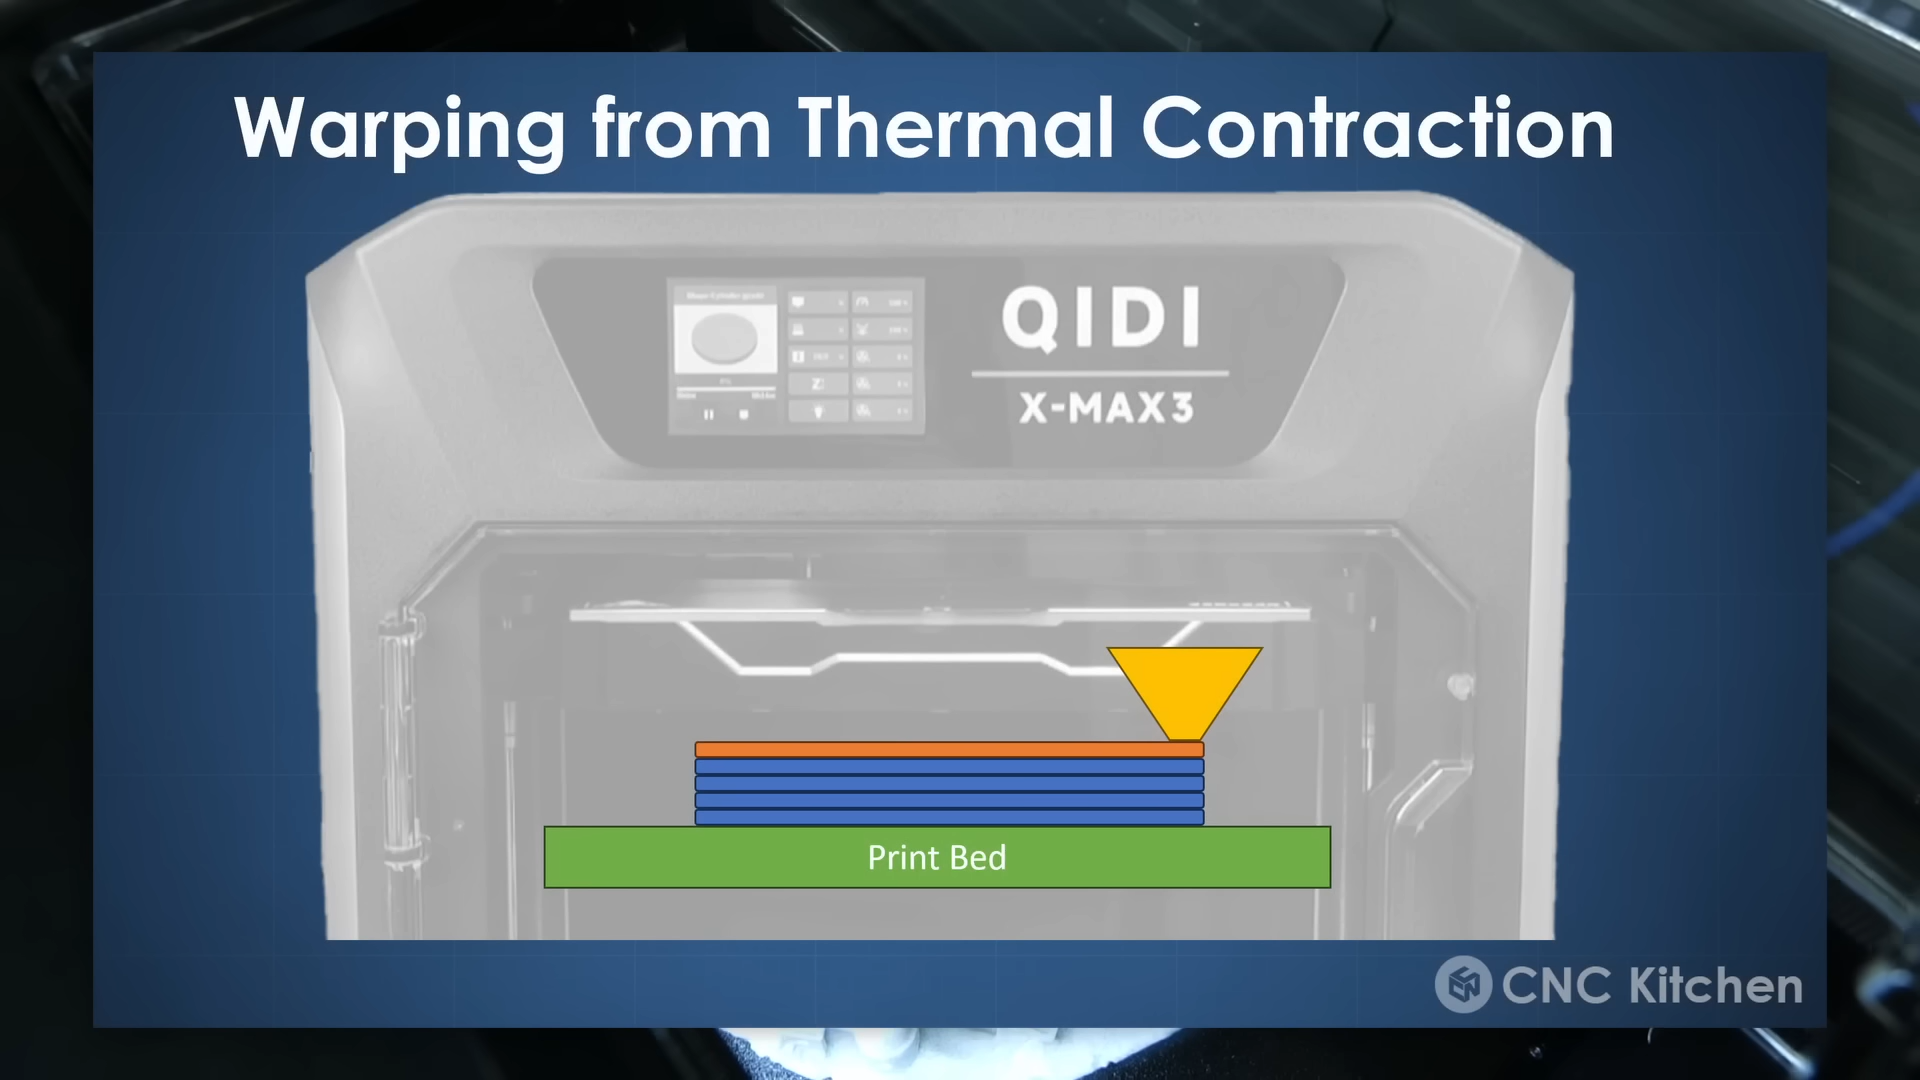 Warping from Thermal Contraction
QIDI
X-MAX3
Print Bed
CNC Kitchen